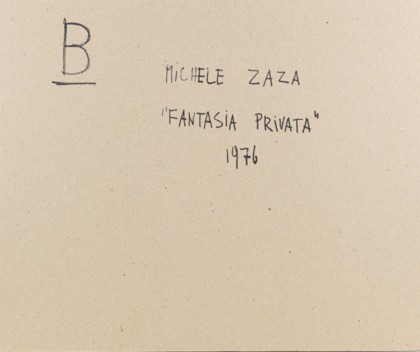 B
MICHELE ZAZA
"FANTASIA PRIVATA"
1976